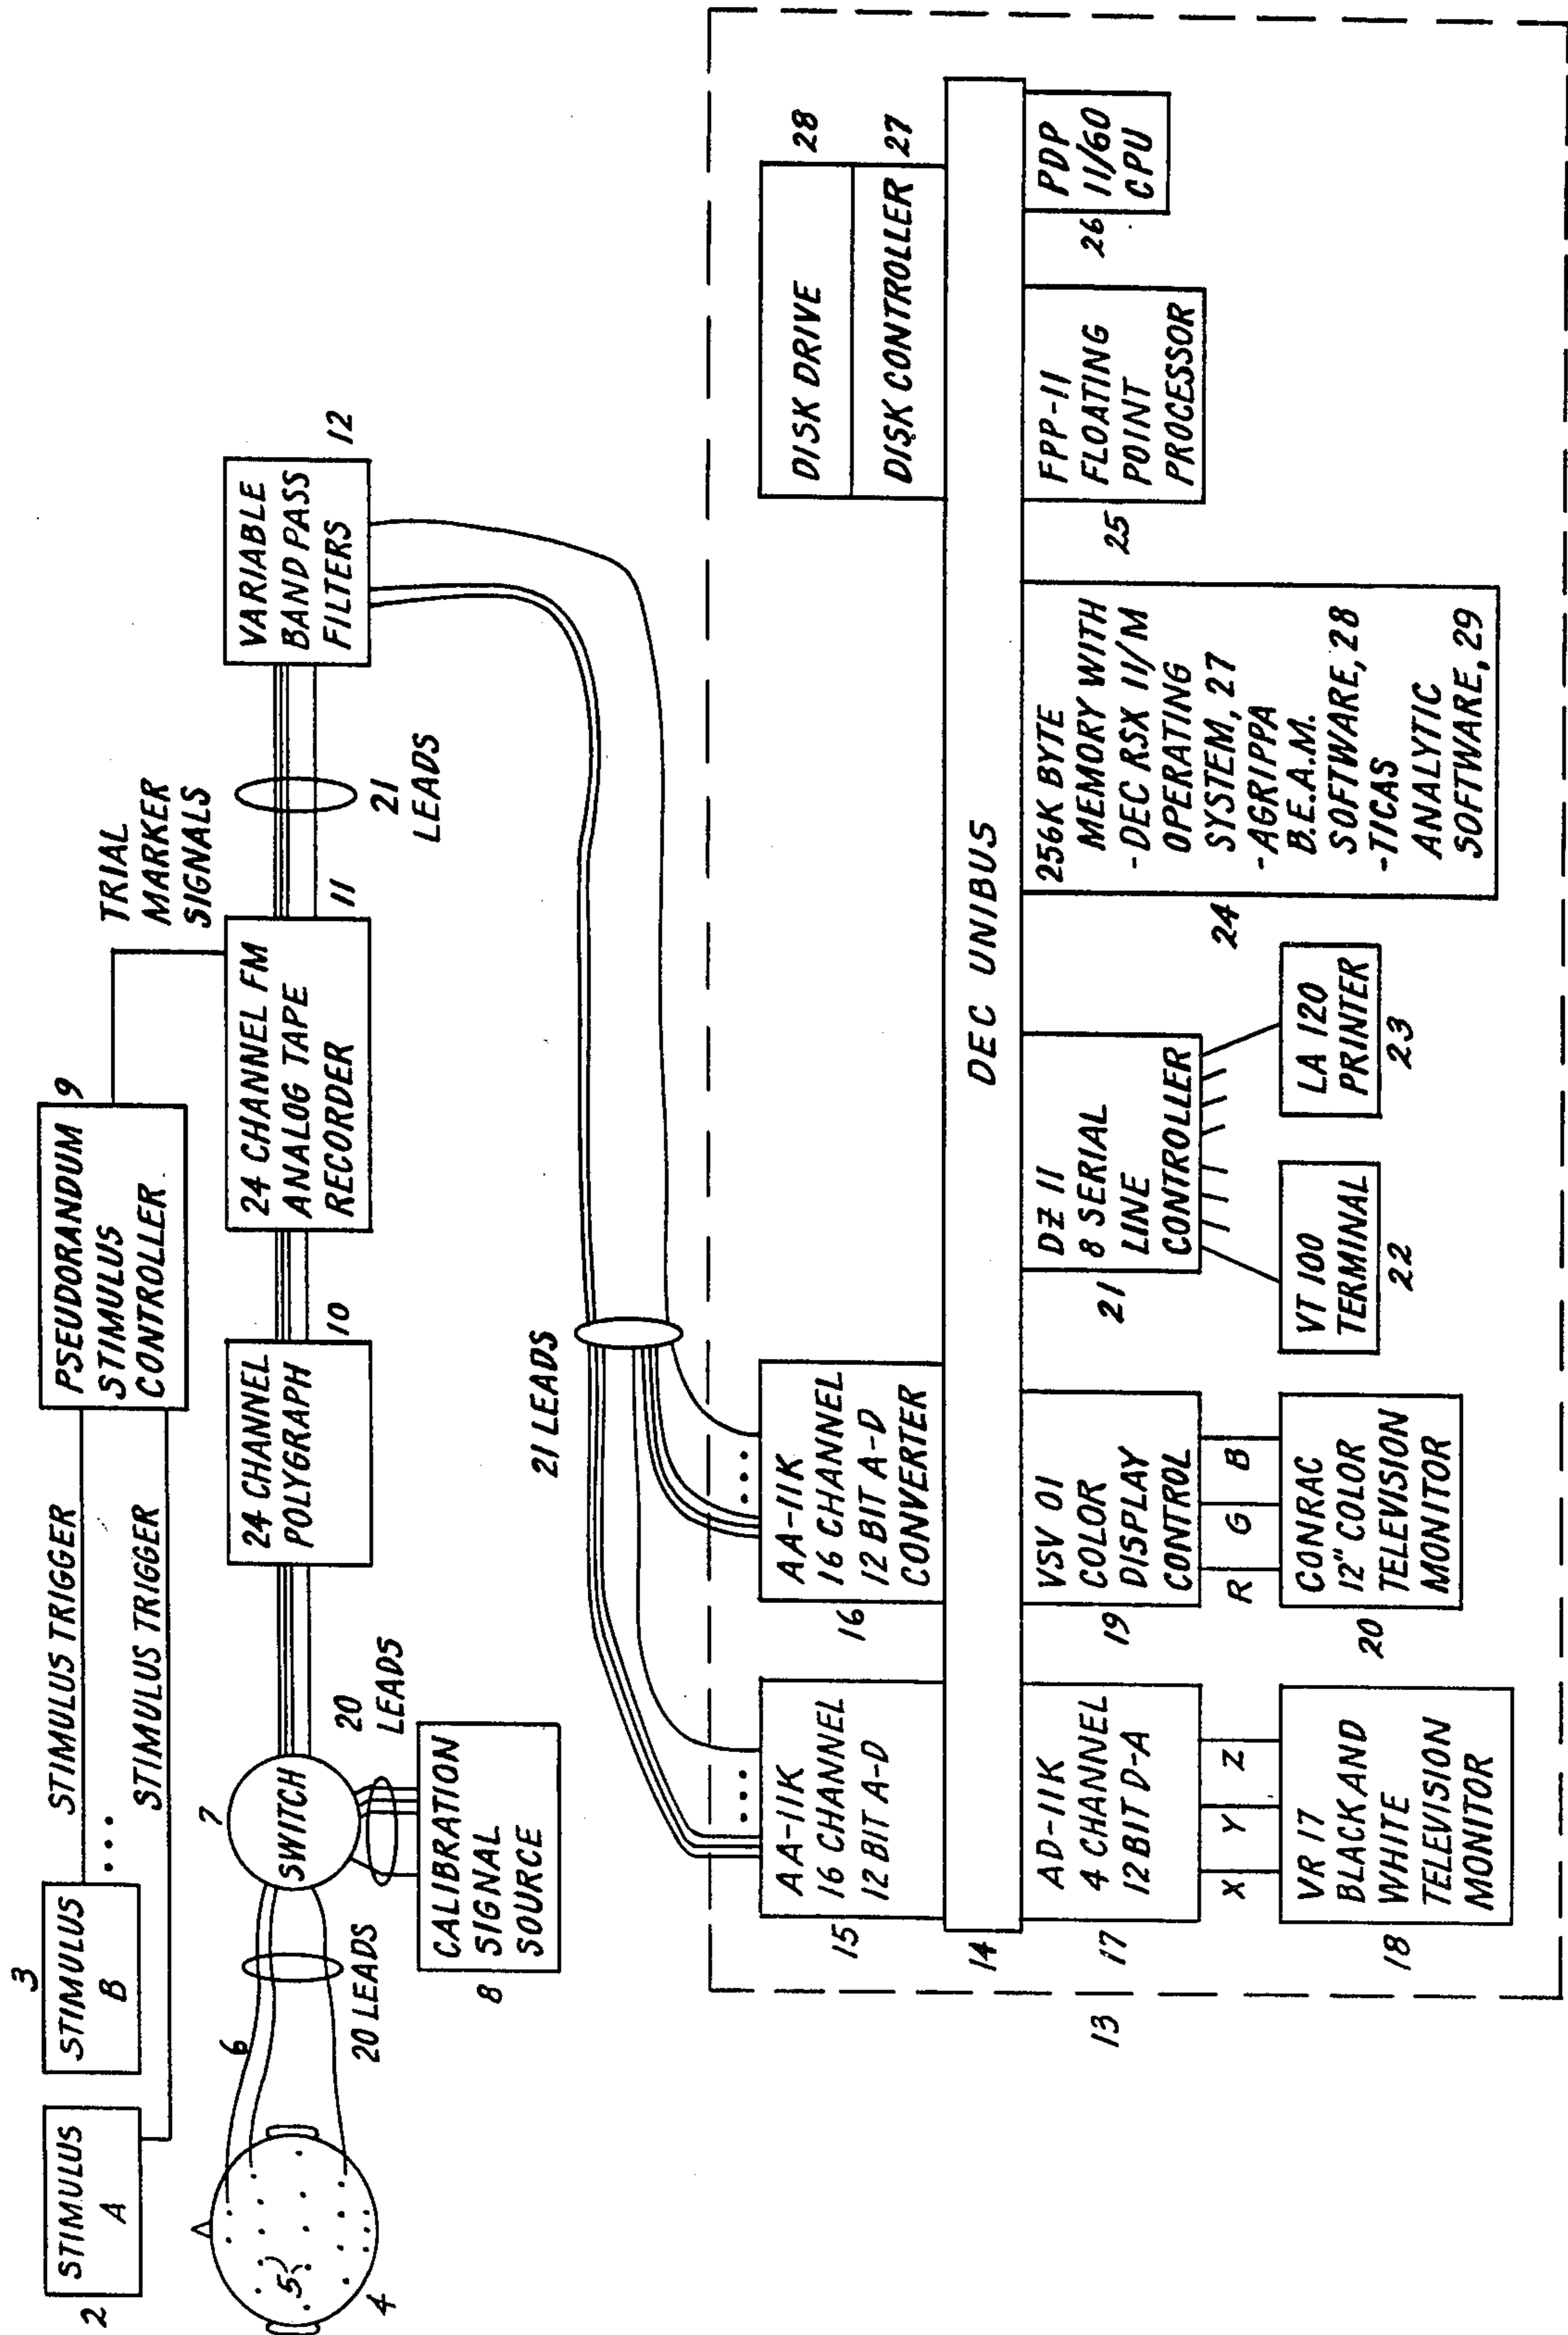 2
STIMULUS
A
3
STIMULUS
B
STIMULUS TRIGGER
...
STIMULUS TRIGGER
PSEUDORANDUM
STIMULUS
CONTROLLER
9
TRIAL
MARKER
SIGNALS
4
5
6
20 LEADS
7
SWITCH
20
LEADS
CALIBRATION
SIGNAL
SOURCE
8
24 CHANNEL
POLYGRAPH
10
24 CHANNEL FM
ANALOG TAPE
RECORDER
11
21
LEADS
VARIABLE
BAND PASS
FILTERS
12
21 LEADS
13
...
AA-11K
16 CHANNEL
12 BIT A-D
15
...
AA-11K
16 CHANNEL
12 BIT A-D
CONVERTER
16
DISK DRIVE
28
DISK CONTROLLER
27
14
DEC UNIBUS
AD-11K
4 CHANNEL
12 BIT D-A
17
X Y Z
VR 17
BLACK AND
WHITE
TELEVISION
MONITOR
18
VSV 01
COLOR
DISPLAY
CONTROL
19
R G B
CONRAC
12" COLOR
TELEVISION
MONITOR
20
DZ 11
8 SERIAL
LINE
CONTROLLER
21
VT 100
TERMINAL
22
LA 120
PRINTER
23
256K BYTE
MEMORY WITH
-DEC RSX 11/M
OPERATING
SYSTEM, 27
-AGRIPPA
B.E.A.M.
SOFTWARE, 28
-TICAS
ANALYTIC
SOFTWARE, 29
24
FPP-11
FLOATING
POINT
PROCESSOR
25
PDP
11/60
CPU
26